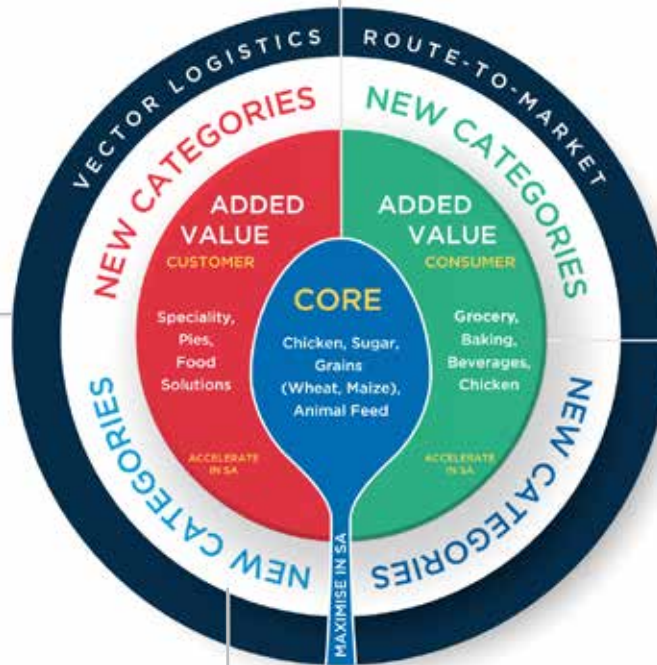 VECTOR LOGISTICS
ROUTE-TO-MARKET
NEW CATEGORIES
NEW CATEGORIES
ADDED
VALUE
CUSTOMER
Speciality,
Pies,
Food
Solutions
ACCELERATE
IN SA
CORE
Chicken, Sugar,
Grains
(Wheat, Maize),
Animal Feed
MAXIMISE IN SA
ADDED
VALUE
CONSUMER
Grocery,
Baking,
Beverages,
Chicken
ACCELERATE
IN SA
NEW CATEGORIES
NEW CATEGORIES